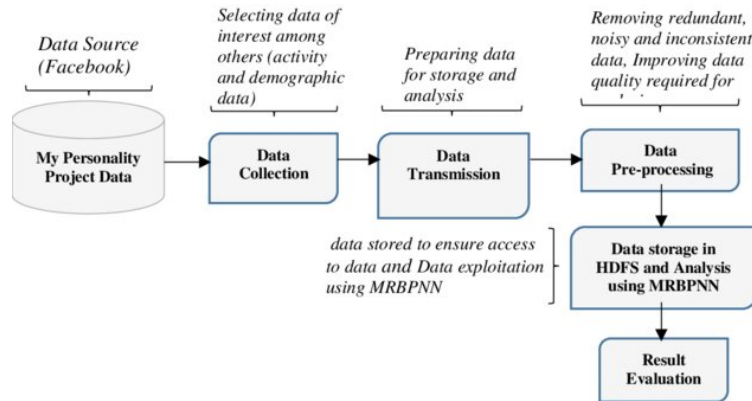 Data Source
(Facebook)
Selecting data of
interest among
others (activity
and demographic
data)
Preparing data
for storage and
analysis
Removing redundant,
noisy and inconsistent
data, Improving data
quality required for
My Personality
Project Data
Data
Collection
Data
Transmission
Data
Pre-processing
data stored to ensure access
to data and Data exploitation
using MRBPNN
Data storage in
HDFS and Analysis
using MRBPNN
Result
Evaluation